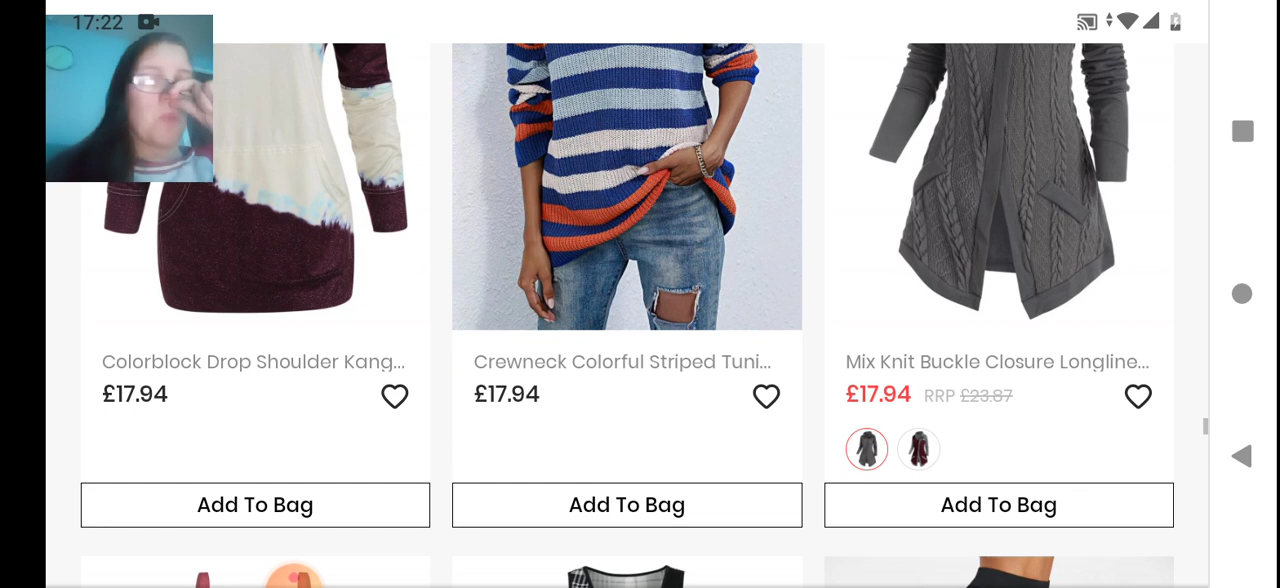 17:22
Colorblock Drop Shoulder Kang...
£17.94
Crewneck Colorful Striped Tuni...
£17.94
Mix Knit Buckle Closure Longline...
£17.94 RRP £23.87
Add To Bag
Add To Bag
Add To Bag